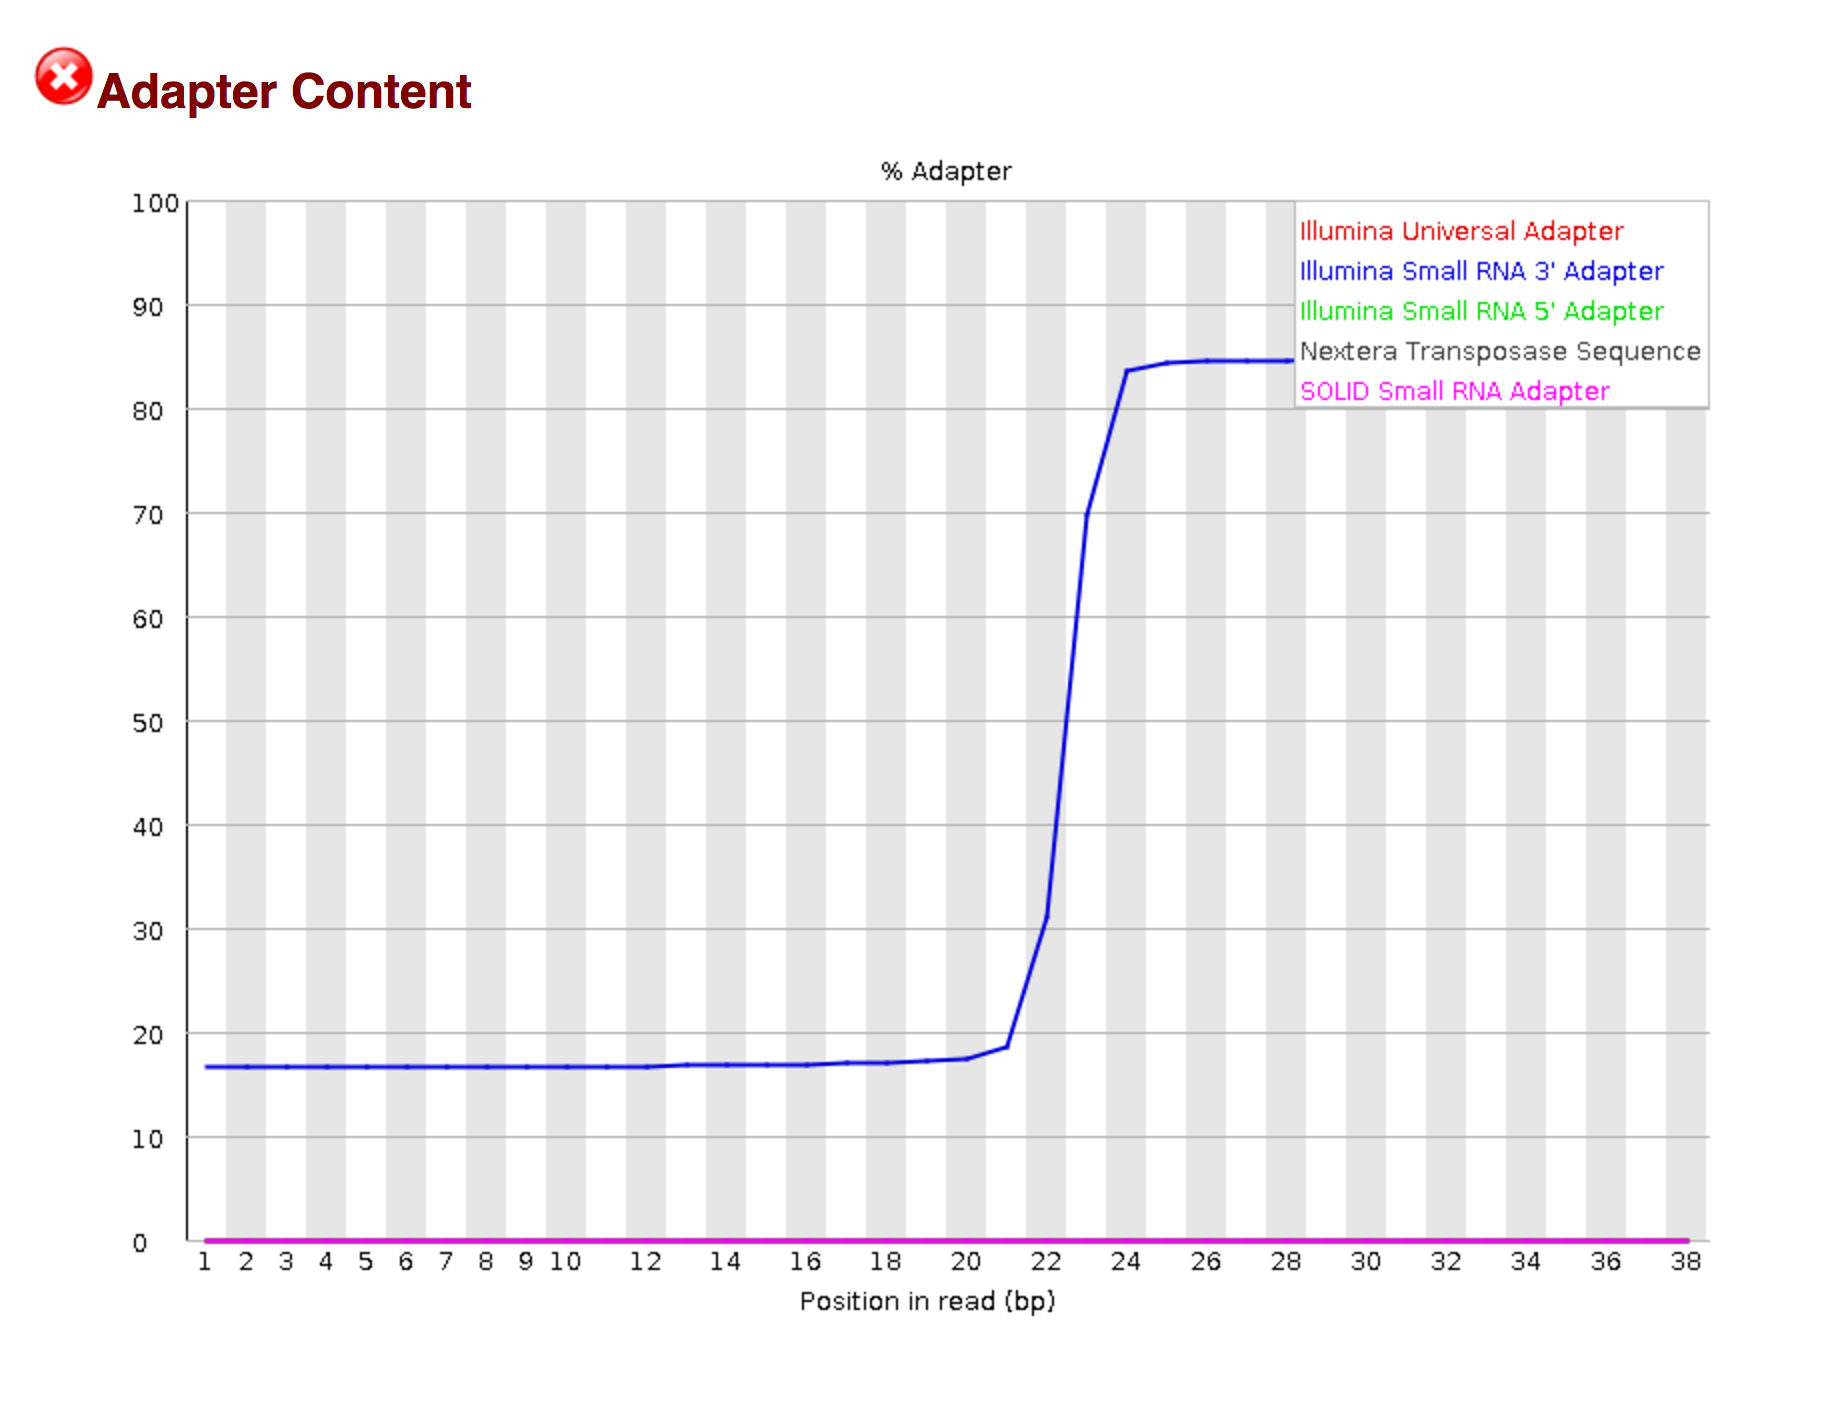 Adapter Content
% Adapter
100
90
80
70
60
50
40
30
20
10
0
Illumina Universal Adapter
Illumina Small RNA 3' Adapter
Illumina Small RNA 5' Adapter
Nextera Transposase Sequence
SOLID Small RNA Adapter
1 2 3 4 5 6 7 8 9 10 12 14 16 18 20 22 24 26 28 30 32 34 36 38
Position in read (bp)